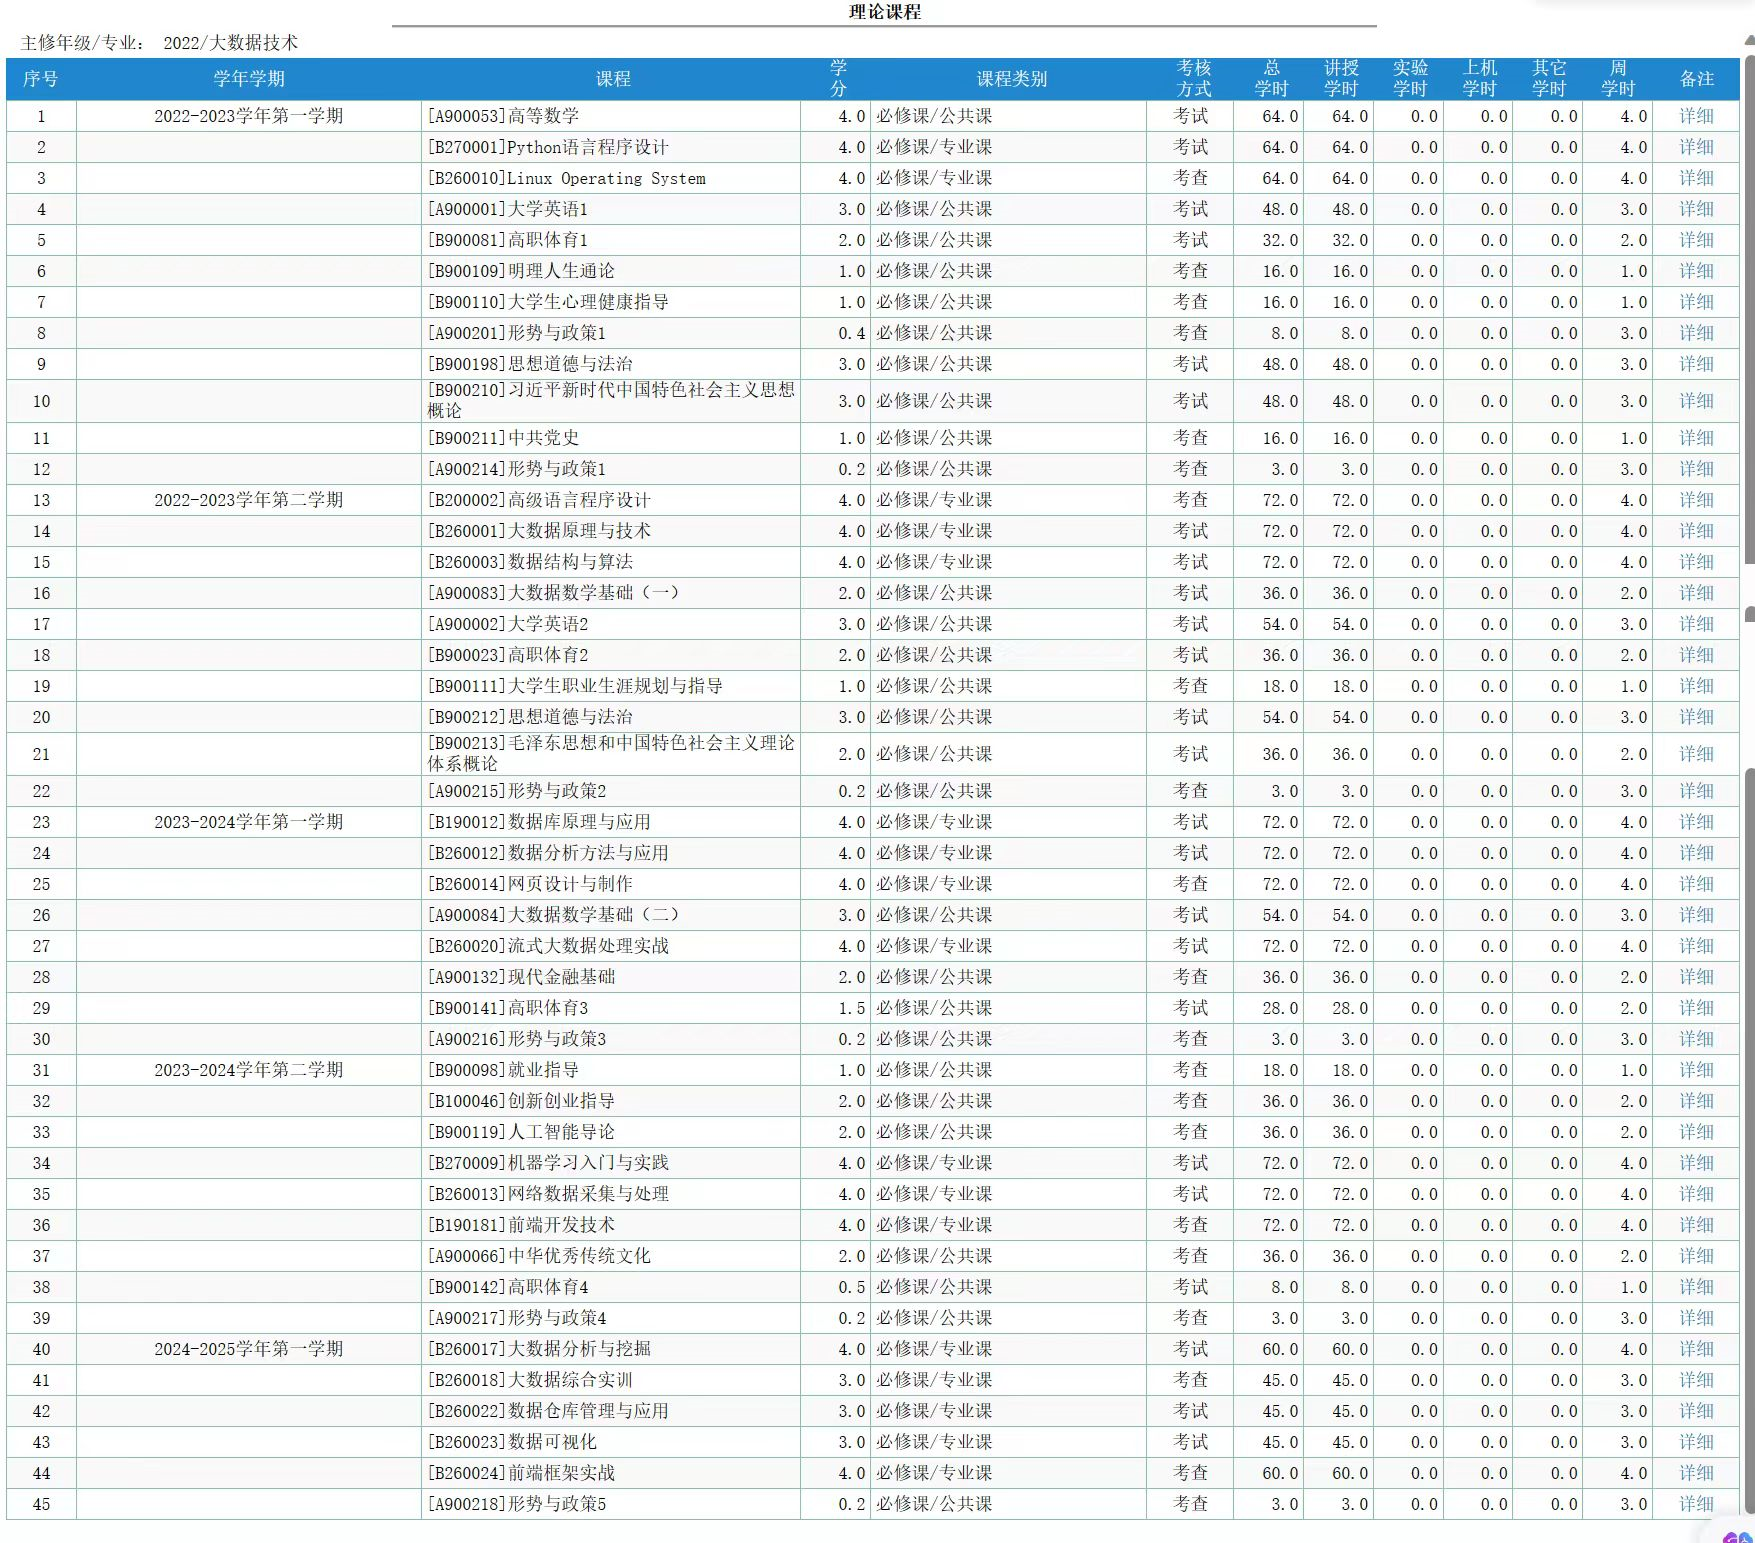 理论课程
主修年级/专业： 2022/大数据技术
序号 学年学期 课程 学分 课程类别 考核方式 总学时 讲授学时 实验学时 上机学时 其它学时 周学时 备注
1 2022-2023学年第一学期 [A900053]高等数学 4.0 必修课/公共课 考试 64.0 64.0 0.0 0.0 0.0 4.0 详细
2 [B270001]Python语言程序设计 4.0 必修课/专业课 考试 64.0 64.0 0.0 0.0 0.0 4.0 详细
3 [B260010]Linux Operating System 4.0 必修课/专业课 考查 64.0 64.0 0.0 0.0 0.0 4.0 详细
4 [A900001]大学英语1 3.0 必修课/公共课 考试 48.0 48.0 0.0 0.0 0.0 3.0 详细
5 [B900081]高职体育1 2.0 必修课/公共课 考试 32.0 32.0 0.0 0.0 0.0 2.0 详细
6 [B900109]明理人生通论 1.0 必修课/公共课 考查 16.0 16.0 0.0 0.0 0.0 1.0 详细
7 [B900110]大学生心理健康指导 1.0 必修课/公共课 考查 16.0 16.0 0.0 0.0 0.0 1.0 详细
8 [A900201]形势与政策1 0.4 必修课/公共课 考查 8.0 8.0 0.0 0.0 0.0 3.0 详细
9 [B900198]思想道德与法治 3.0 必修课/公共课 考试 48.0 48.0 0.0 0.0 0.0 3.0 详细
10 [B900210]习近平新时代中国特色社会主义思想概论 3.0 必修课/公共课 考试 48.0 48.0 0.0 0.0 0.0 3.0 详细
11 [B900211]中共党史 1.0 必修课/公共课 考查 16.0 16.0 0.0 0.0 0.0 1.0 详细
12 [A900214]形势与政策1 0.2 必修课/公共课 考查 3.0 3.0 0.0 0.0 0.0 3.0 详细
13 2022-2023学年第二学期 [B200002]高级语言程序设计 4.0 必修课/专业课 考查 72.0 72.0 0.0 0.0 0.0 4.0 详细
14 [B260001]大数据原理与技术 4.0 必修课/专业课 考试 72.0 72.0 0.0 0.0 0.0 4.0 详细
15 [B260003]数据结构与算法 4.0 必修课/专业课 考试 72.0 72.0 0.0 0.0 0.0 4.0 详细
16 [A900083]大数据数学基础（一） 2.0 必修课/公共课 考试 36.0 36.0 0.0 0.0 0.0 2.0 详细
17 [A900002]大学英语2 3.0 必修课/公共课 考试 54.0 54.0 0.0 0.0 0.0 3.0 详细
18 [B900023]高职体育2 2.0 必修课/公共课 考试 36.0 36.0 0.0 0.0 0.0 2.0 详细
19 [B900111]大学生职业生涯规划与指导 1.0 必修课/公共课 考查 18.0 18.0 0.0 0.0 0.0 1.0 详细
20 [B900212]思想道德与法治 3.0 必修课/公共课 考试 54.0 54.0 0.0 0.0 0.0 3.0 详细
21 [B900213]毛泽东思想和中国特色社会主义理论体系概论 2.0 必修课/公共课 考试 36.0 36.0 0.0 0.0 0.0 2.0 详细
22 [A900215]形势与政策2 0.2 必修课/公共课 考查 3.0 3.0 0.0 0.0 0.0 3.0 详细
23 2023-2024学年第一学期 [B190012]数据库原理与应用 4.0 必修课/专业课 考试 72.0 72.0 0.0 0.0 0.0 4.0 详细
24 [B260012]数据分析方法与应用 4.0 必修课/专业课 考试 72.0 72.0 0.0 0.0 0.0 4.0 详细
25 [B260014]网页设计与制作 4.0 必修课/专业课 考查 72.0 72.0 0.0 0.0 0.0 4.0 详细
26 [A900084]大数据数学基础（二） 3.0 必修课/公共课 考试 54.0 54.0 0.0 0.0 0.0 3.0 详细
27 [B260020]流式大数据处理实战 4.0 必修课/专业课 考试 72.0 72.0 0.0 0.0 0.0 4.0 详细
28 [A900132]现代金融基础 2.0 必修课/公共课 考查 36.0 36.0 0.0 0.0 0.0 2.0 详细
29 [B900141]高职体育3 1.5 必修课/公共课 考试 28.0 28.0 0.0 0.0 0.0 2.0 详细
30 [A900216]形势与政策3 0.2 必修课/公共课 考查 3.0 3.0 0.0 0.0 0.0 3.0 详细
31 2023-2024学年第二学期 [B900098]就业指导 1.0 必修课/公共课 考查 18.0 18.0 0.0 0.0 0.0 1.0 详细
32 [B100046]创新创业指导 2.0 必修课/公共课 考查 36.0 36.0 0.0 0.0 0.0 2.0 详细
33 [B900119]人工智能导论 2.0 必修课/公共课 考查 36.0 36.0 0.0 0.0 0.0 2.0 详细
34 [B270009]机器学习入门与实践 4.0 必修课/专业课 考试 72.0 72.0 0.0 0.0 0.0 4.0 详细
35 [B260013]网络数据采集与处理 4.0 必修课/专业课 考试 72.0 72.0 0.0 0.0 0.0 4.0 详细
36 [B190181]前端开发技术 4.0 必修课/专业课 考查 72.0 72.0 0.0 0.0 0.0 4.0 详细
37 [A900066]中华优秀传统文化 2.0 必修课/公共课 考查 36.0 36.0 0.0 0.0 0.0 2.0 详细
38 [B900142]高职体育4 0.5 必修课/公共课 考试 8.0 8.0 0.0 0.0 0.0 1.0 详细
39 [A900217]形势与政策4 0.2 必修课/公共课 考查 3.0 3.0 0.0 0.0 0.0 3.0 详细
40 2024-2025学年第一学期 [B260017]大数据分析与挖掘 4.0 必修课/专业课 考试 60.0 60.0 0.0 0.0 0.0 4.0 详细
41 [B260018]大数据综合实训 3.0 必修课/专业课 考查 45.0 45.0 0.0 0.0 0.0 3.0 详细
42 [B260022]数据仓库管理与应用 3.0 必修课/专业课 考试 45.0 45.0 0.0 0.0 0.0 3.0 详细
43 [B260023]数据可视化 3.0 必修课/专业课 考试 45.0 45.0 0.0 0.0 0.0 3.0 详细
44 [B260024]前端框架实战 4.0 必修课/专业课 考查 60.0 60.0 0.0 0.0 0.0 4.0 详细
45 [A900218]形势与政策5 0.2 必修课/公共课 考查 3.0 3.0 0.0 0.0 0.0 3.0 详细